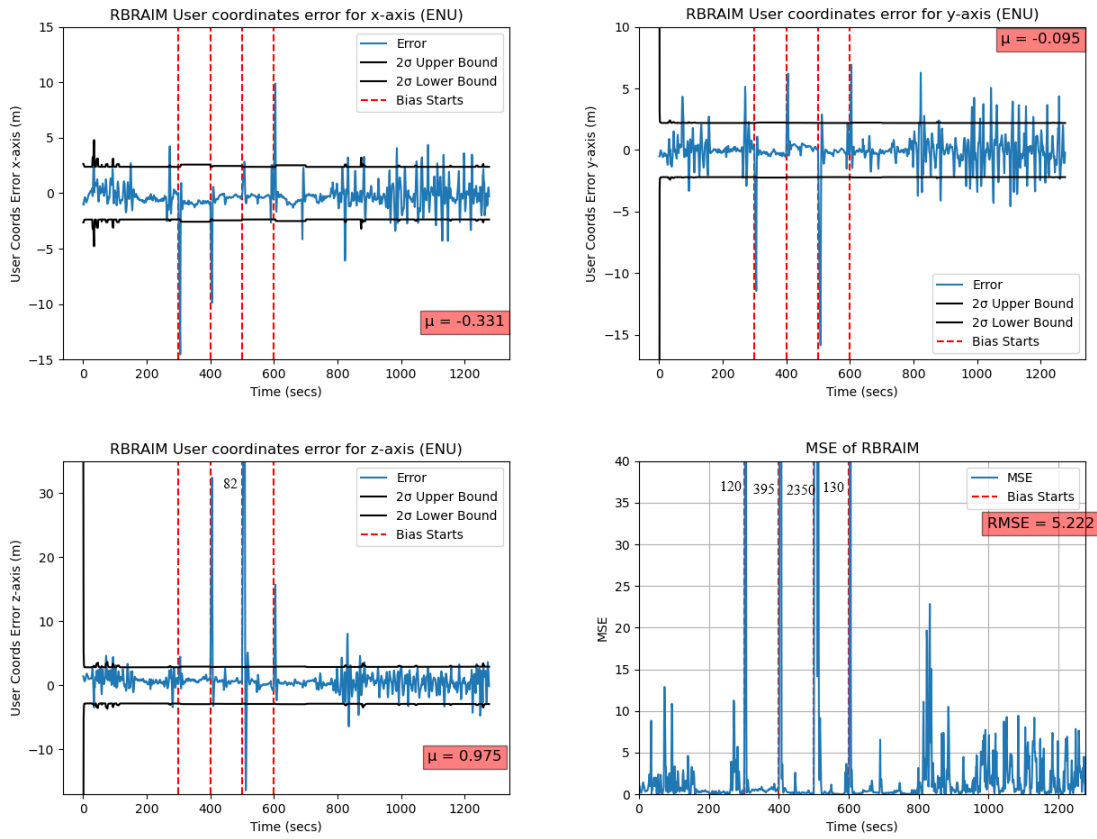 RBRAIM User coordinates error for x-axis (ENU)
15
10
5
0
−5
−10
−15
User Coords Error x-axis (m)
Error
2σ Upper Bound
2σ Lower Bound
Bias Starts
μ = -0.331
0 200 400 600 800 1000 1200
Time (secs)
RBRAIM User coordinates error for y-axis (ENU)
10
5
0
−5
−10
−15
User Coords Error y-axis (m)
μ = -0.095
Error
2σ Upper Bound
2σ Lower Bound
Bias Starts
0 200 400 600 800 1000 1200
Time (secs)
RBRAIM User coordinates error for z-axis (ENU)
30
20
10
0
−10
User Coords Error z-axis (m)
82
Error
2σ Upper Bound
2σ Lower Bound
Bias Starts
μ = 0.975
0 200 400 600 800 1000 1200
Time (secs)
MSE of RBRAIM
40
35
30
25
20
15
10
5
0
MSE
120 395 2350 130
MSE
Bias Starts
RMSE = 5.222
0 200 400 600 800 1000 1200
Time (secs)